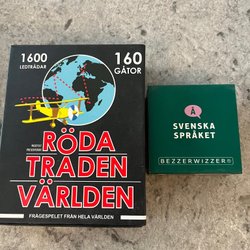 1600
LEDTRÅDAR
160
GÅTOR
RÖDA
TRÅDEN
VÄRLDEN
FRÅGESPELET FRÅN HELA VÄRLDEN
Å
SVENSKA
SPRÅKET
BEZZERWIZZER